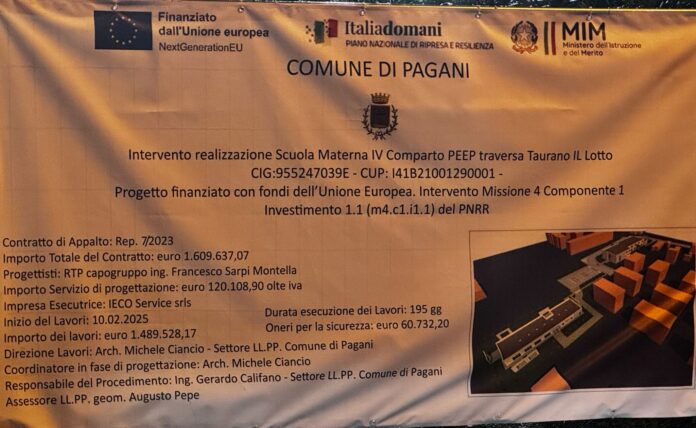 Finanziato
dall'Unione europea
NextGenerationEU
Italiadomani
PIANO NAZIONALE DI RIPRESA E RESILIENZA
MIM
Ministero dell'Istruzione
e del Merito
COMUNE DI PAGANI
Intervento realizzazione Scuola Materna IV Comparto PEEP traversa Taurano IL Lotto
CIG:955247039E - CUP: I41B21001290001 -
Progetto finanziato con fondi dell'Unione Europea. Intervento Missione 4 Componente 1
Investimento 1.1 (m4.c1.i1.1) del PNRR
Contratto di Appalto: Rep. 7/2023
Importo Totale del Contratto: euro 1.609.637,07
Progettisti: RTP capogruppo ing. Francesco Sarpi Montella
Importo Servizio di progettazione: euro 120.108,90 oltre iva
Impresa Esecutrice: IECO Service srls
Inizio del Lavori: 10.02.2025
Durata esecuzione dei Lavori: 195 gg
Importo dei lavori: euro 1.489.528,17
Oneri per la sicurezza: euro 60.732,20
Direzione Lavori: Arch. Michele Ciancio - Settore LL.PP. Comune di Pagani
Coordinatore in fase di progettazione: Arch. Michele Ciancio
Responsabile del Procedimento: Ing. Gerardo Califano - Settore LL.PP. Comune di Pagani
Assessore LL.PP. geom. Augusto Pepe